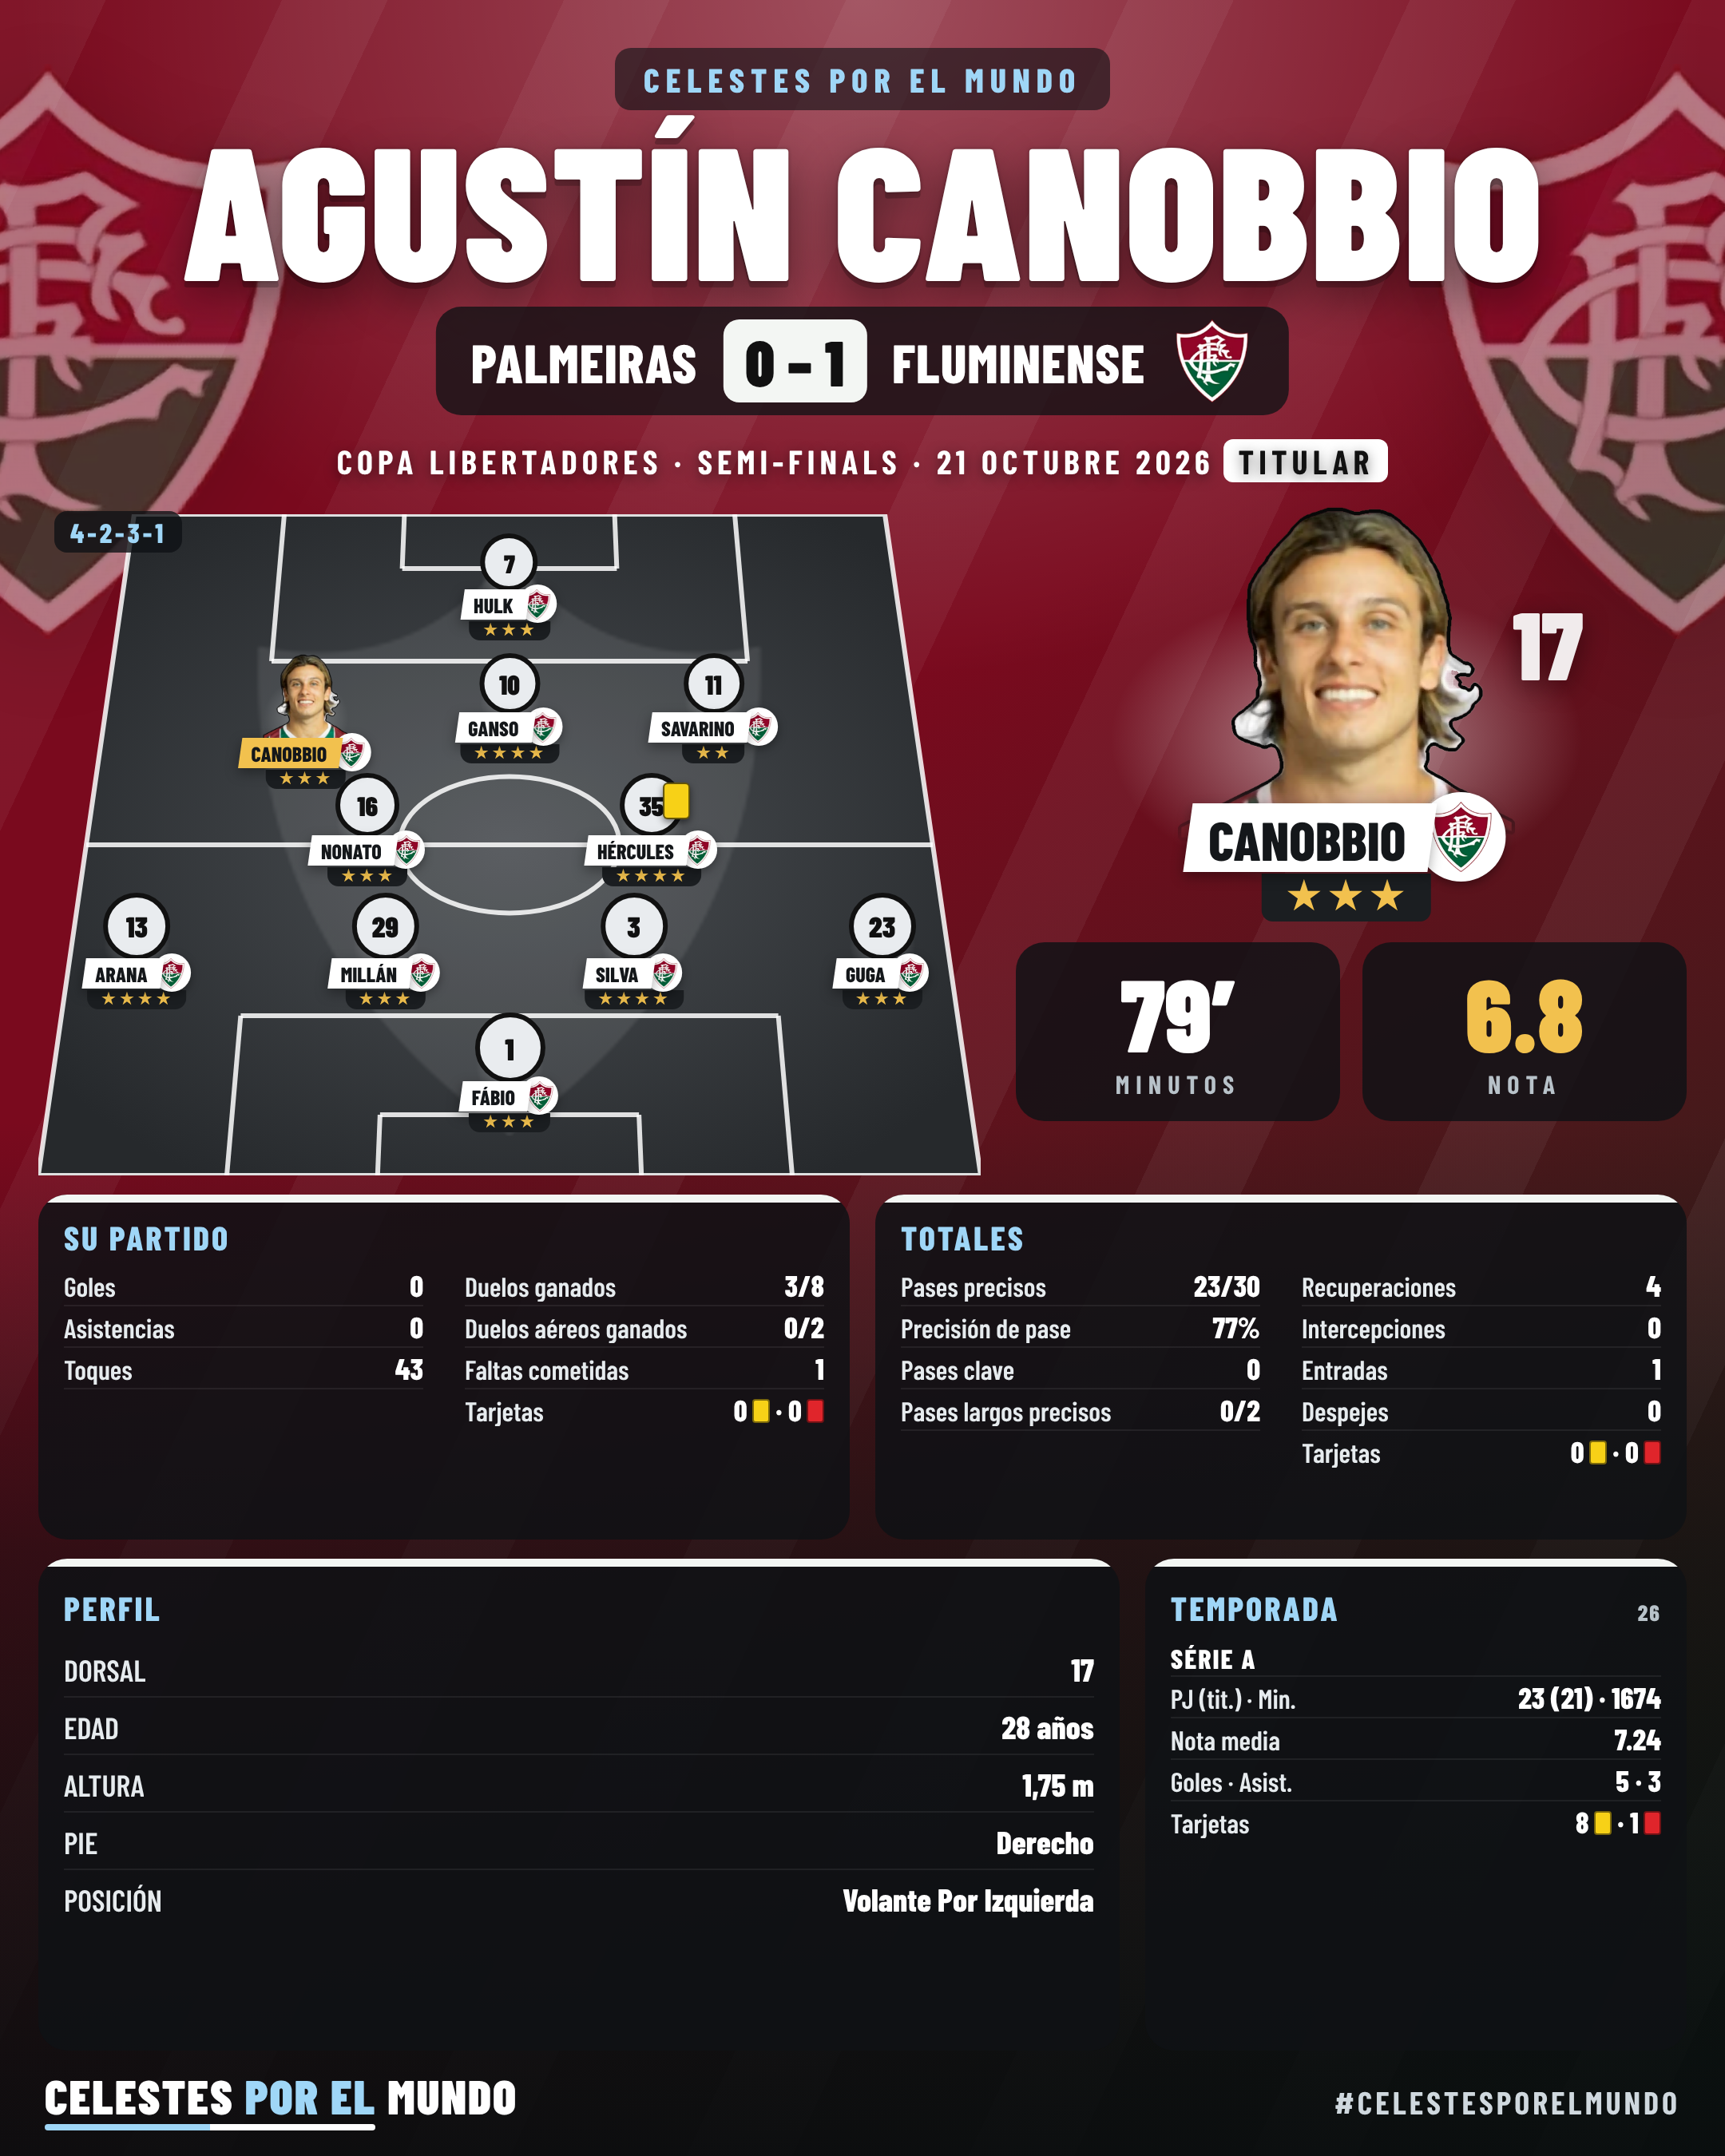 CELESTES POR EL MUNDO
AGUSTÍN CANOBBIO
PALMEIRAS 0 - 1 FLUMINENSE
COPA LIBERTADORES · SEMI-FINALS · 21 OCTUBRE 2026 TITULAR
4-2-3-1
7
HULK
10
GANSO
11
SAVARINO
CANOBBIO
16
NONATO
35
HÉRCULES
13
ARANA
29
MILLÁN
3
SILVA
23
GUGA
1
FÁBIO
17
CANOBBIO
79’
MINUTOS
6.8
NOTA
SU PARTIDO
Goles 0
Asistencias 0
Toques 43
Duelos ganados 3/8
Duelos aéreos ganados 0/2
Faltas cometidas 1
Tarjetas 0 · 0
TOTALES
Pases precisos 23/30
Precisión de pase 77%
Pases clave 0
Pases largos precisos 0/2
Recuperaciones 4
Intercepciones 0
Entradas 1
Despejes 0
Tarjetas 0 · 0
PERFIL
DORSAL 17
EDAD 28 años
ALTURA 1,75 m
PIE Derecho
POSICIÓN Volante Por Izquierda
TEMPORADA 26
SÉRIE A
PJ (tit.) · Min. 23 (21) · 1674
Nota media 7.24
Goles · Asist. 5 · 3
Tarjetas 8 · 1
CELESTES POR EL MUNDO
#CELESTESPORELMUNDO